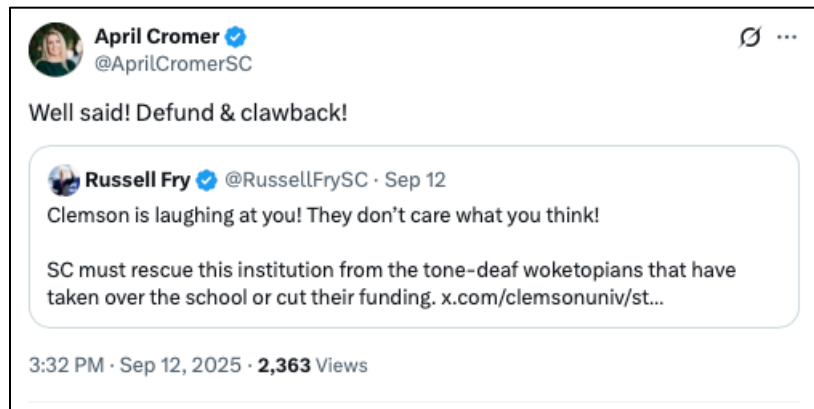 April Cromer
@AprilCromerSC
Well said! Defund & clawback!
Russell Fry @RussellFrySC · Sep 12
Clemson is laughing at you! They don’t care what you think!
SC must rescue this institution from the tone-deaf woketopians that have
taken over the school or cut their funding. x.com/clemsonuniv/st...
3:32 PM · Sep 12, 2025 · 2,363 Views